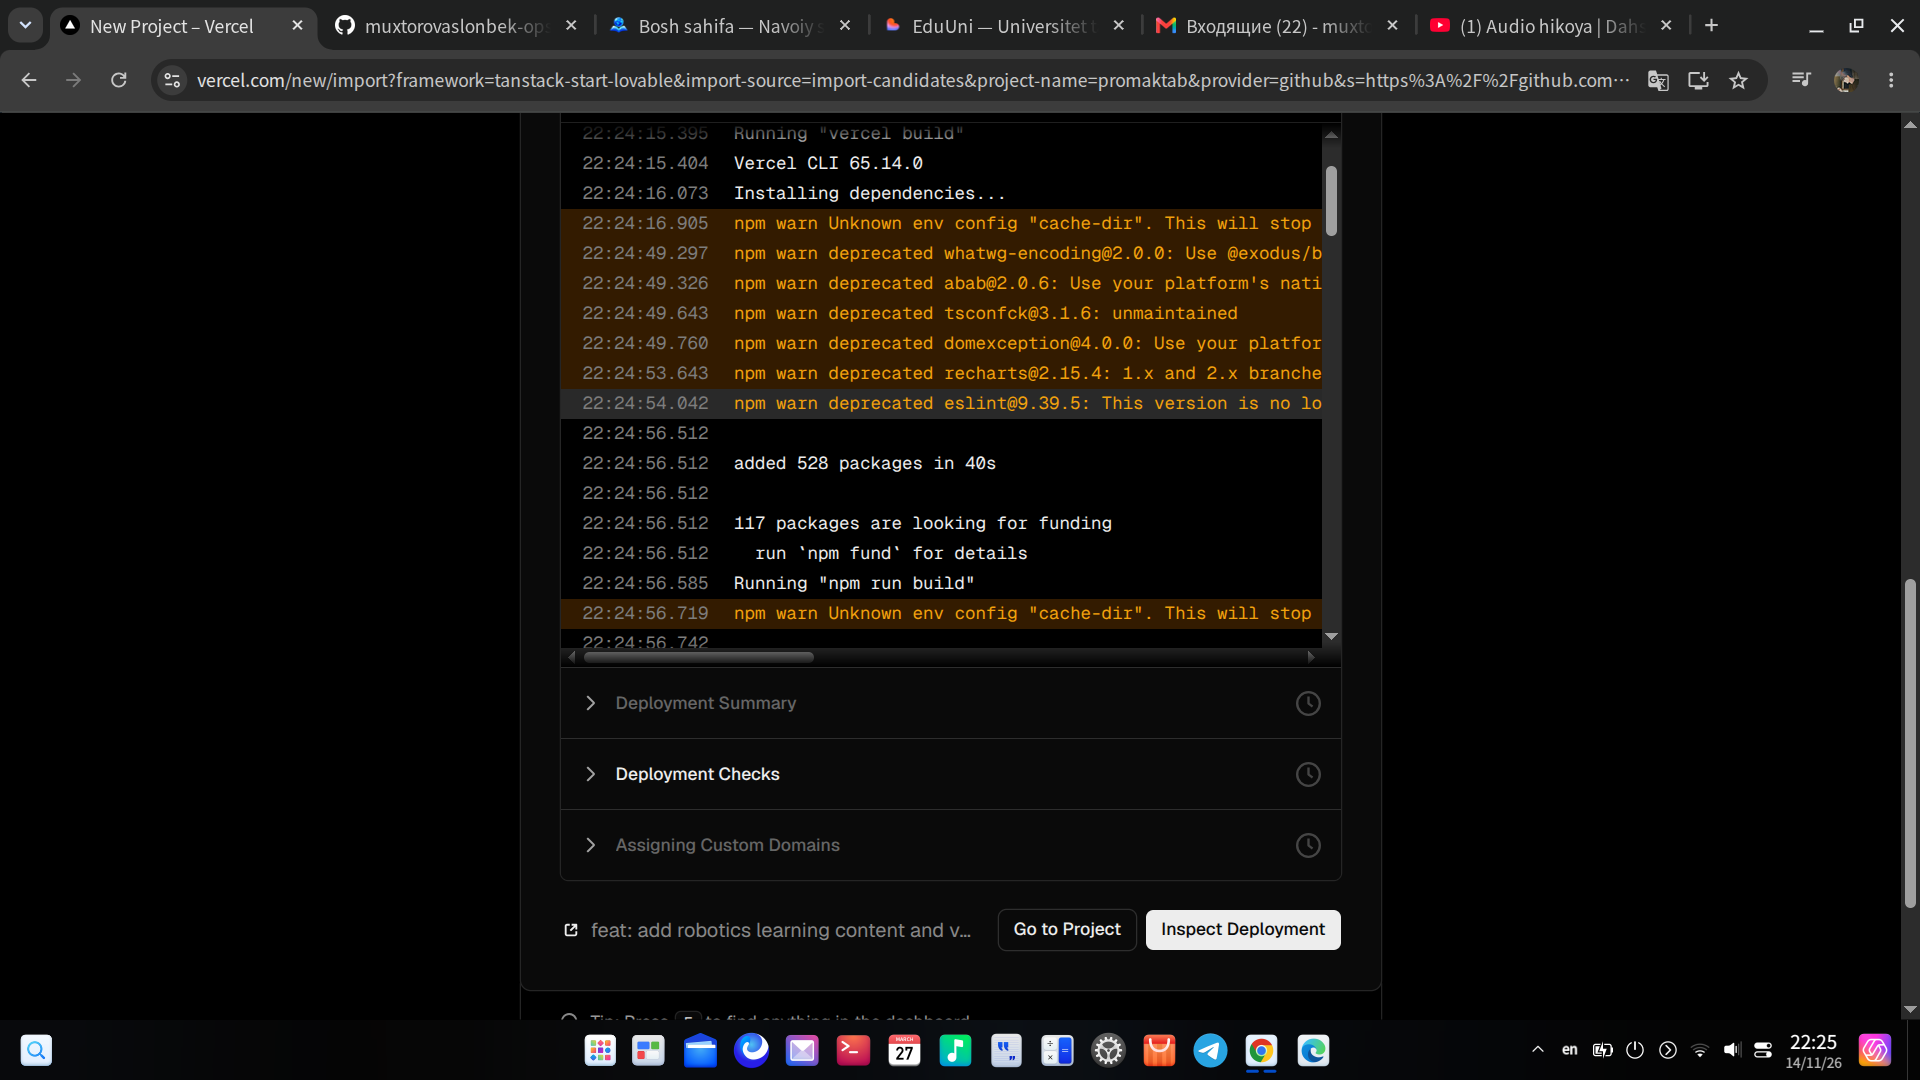 New Project – Vercel
muxtorovaslonbek-ops
Bosh sahifa — Navoiy s
EduUni — Universitet t
Входящие (22) - muxto
(1) Audio hikoya | Dahs
vercel.com/new/import?framework=tanstack-start-lovable&import-source=import-candidates&project-name=promaktab&provider=github&s=https%3A%2F%2Fgithub.com…
22:24:15.395 Running "vercel build"
22:24:15.404 Vercel CLI 65.14.0
22:24:16.073 Installing dependencies...
22:24:16.905 npm warn Unknown env config "cache-dir". This will stop
22:24:49.297 npm warn deprecated whatwg-encoding@2.0.0: Use @exodus/b
22:24:49.326 npm warn deprecated abab@2.0.6: Use your platform's nati
22:24:49.643 npm warn deprecated tsconfck@3.1.6: unmaintained
22:24:49.760 npm warn deprecated domexception@4.0.0: Use your platfor
22:24:53.643 npm warn deprecated recharts@2.15.4: 1.x and 2.x branche
22:24:54.042 npm warn deprecated eslint@9.39.5: This version is no lo
22:24:56.512
22:24:56.512 added 528 packages in 40s
22:24:56.512
22:24:56.512 117 packages are looking for funding
22:24:56.512 run `npm fund` for details
22:24:56.585 Running "npm run build"
22:24:56.719 npm warn Unknown env config "cache-dir". This will stop
22:24:56.742
Deployment Summary
Deployment Checks
Assigning Custom Domains
feat: add robotics learning content and v...
Go to Project
Inspect Deployment
Tip: Press F to find anything in the dashboard
MARCH
27
en
22:25
14/11/26